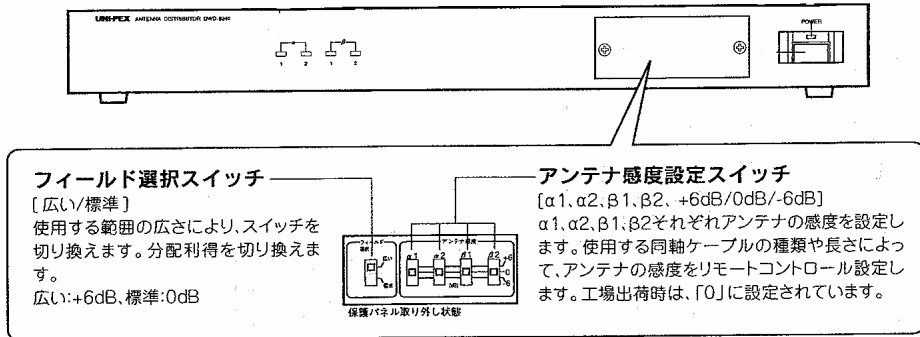 UNI-PEX ANTENNA DISTRIBUTOR
POWER
α β
1 2 1 2
フィールド選択スイッチ
[広い/標準]
使用する範囲の広さにより、スイッチを
切り換えます。分配利得を切り換えま
す。
広い:+6dB、標準:0dB
フィールド
選択
広い
標準
アンテナ感度
α1 α2 β1 β2
+6
0
-6
(dB)
保護パネル取り外し状態
アンテナ感度設定スイッチ
[α1、α2、β1、β2、 +6dB/0dB/-6dB]
α1、α2、β1、β2それぞれアンテナの感度を設定し
ます。使用する同軸ケーブルの種類や長さによっ
て、アンテナの感度をリモートコントロール設定し
ます。工場出荷時は、「0」に設定されています。